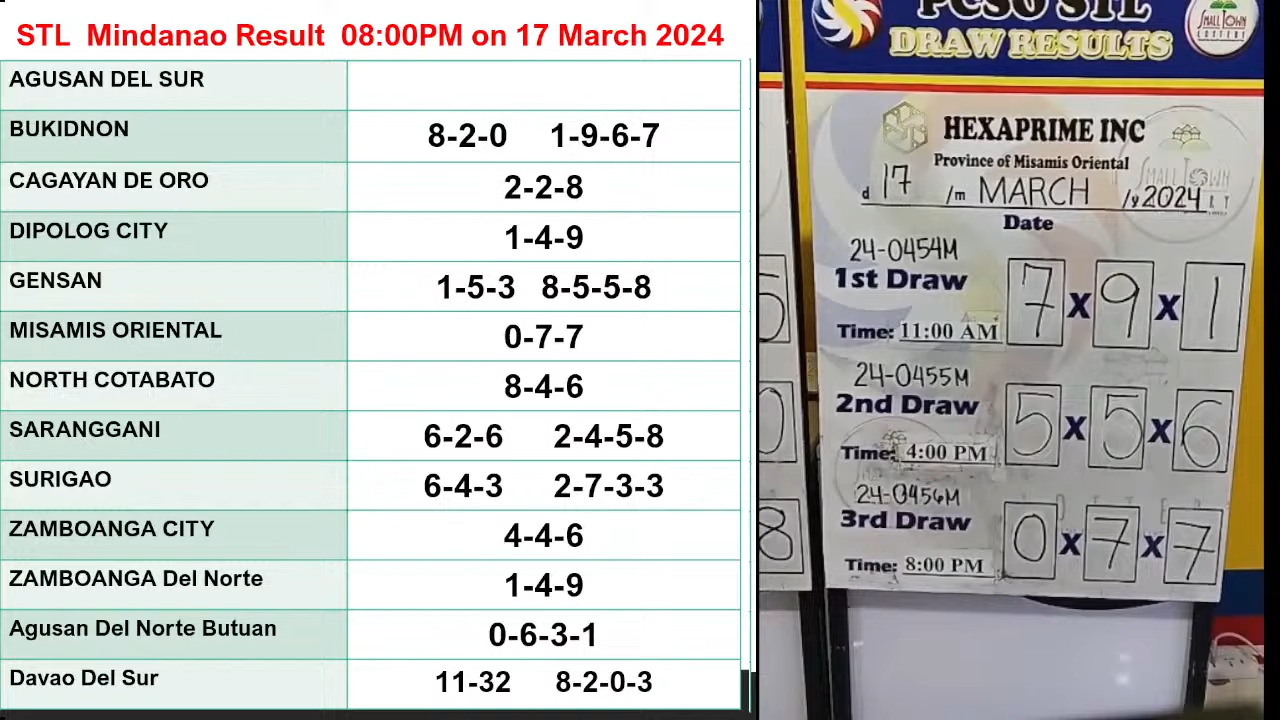 STL Mindanao Result 08:00PM on 17 March 2024
AGUSAN DEL SUR
BUKIDNON 8-2-0 1-9-6-7
CAGAYAN DE ORO 2-2-8
DIPOLOG CITY 1-4-9
GENSAN 1-5-3 8-5-5-8
MISAMIS ORIENTAL 0-7-7
NORTH COTABATO 8-4-6
SARANGGANI 6-2-6 2-4-5-8
SURIGAO 6-4-3 2-7-3-3
ZAMBOANGA CITY 4-4-6
ZAMBOANGA Del Norte 1-4-9
Agusan Del Norte Butuan 0-6-3-1
Davao Del Sur 11-32 8-2-0-3
PCSO STL
DRAW RESULTS
SMALL TOWN
LOTTERY
HEXAPRIME INC
Province of Misamis Oriental
SMALL TOWN
d 17 /m MARCH /y 2024
Date
24-0454M
1st Draw 7 x 9 x 1
Time: 11:00 AM
24-0455M
2nd Draw 5 x 5 x 6
Time: 4:00 PM
24-0456M
3rd Draw 0 x 7 x 7
Time: 8:00 PM